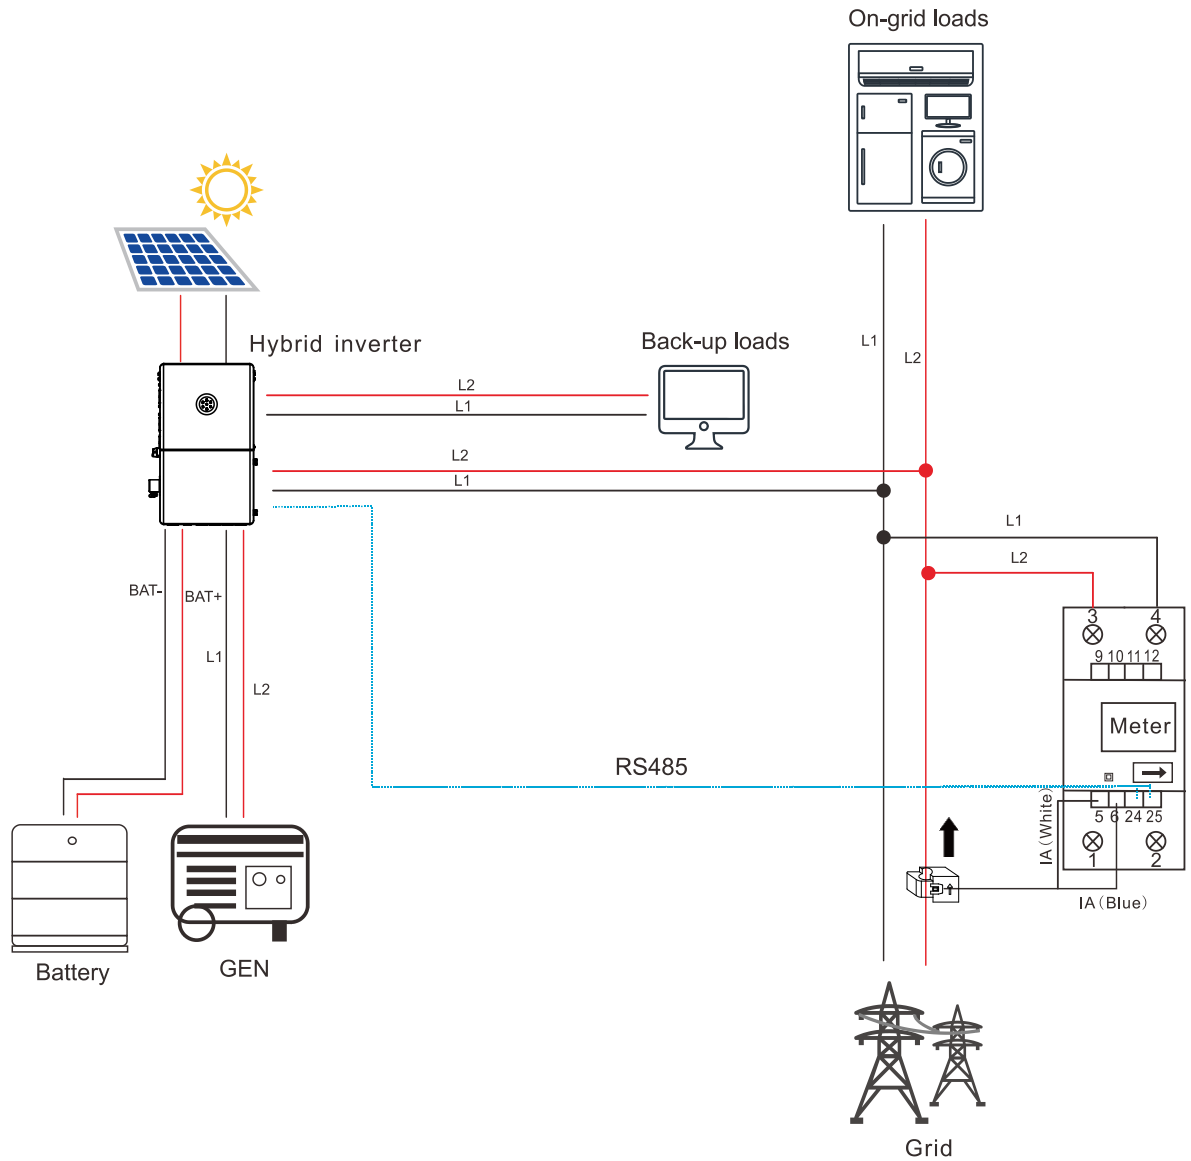 On-grid loads
Hybrid inverter
Back-up loads
L1
L2
L2
L1
L2
L1
L1
L2
BAT-
BAT+
3
4
L1
9 10 11 12
L2
Meter
RS485
IA(White)
5 6 24 25
1
2
IA(Blue)
Battery
GEN
Grid